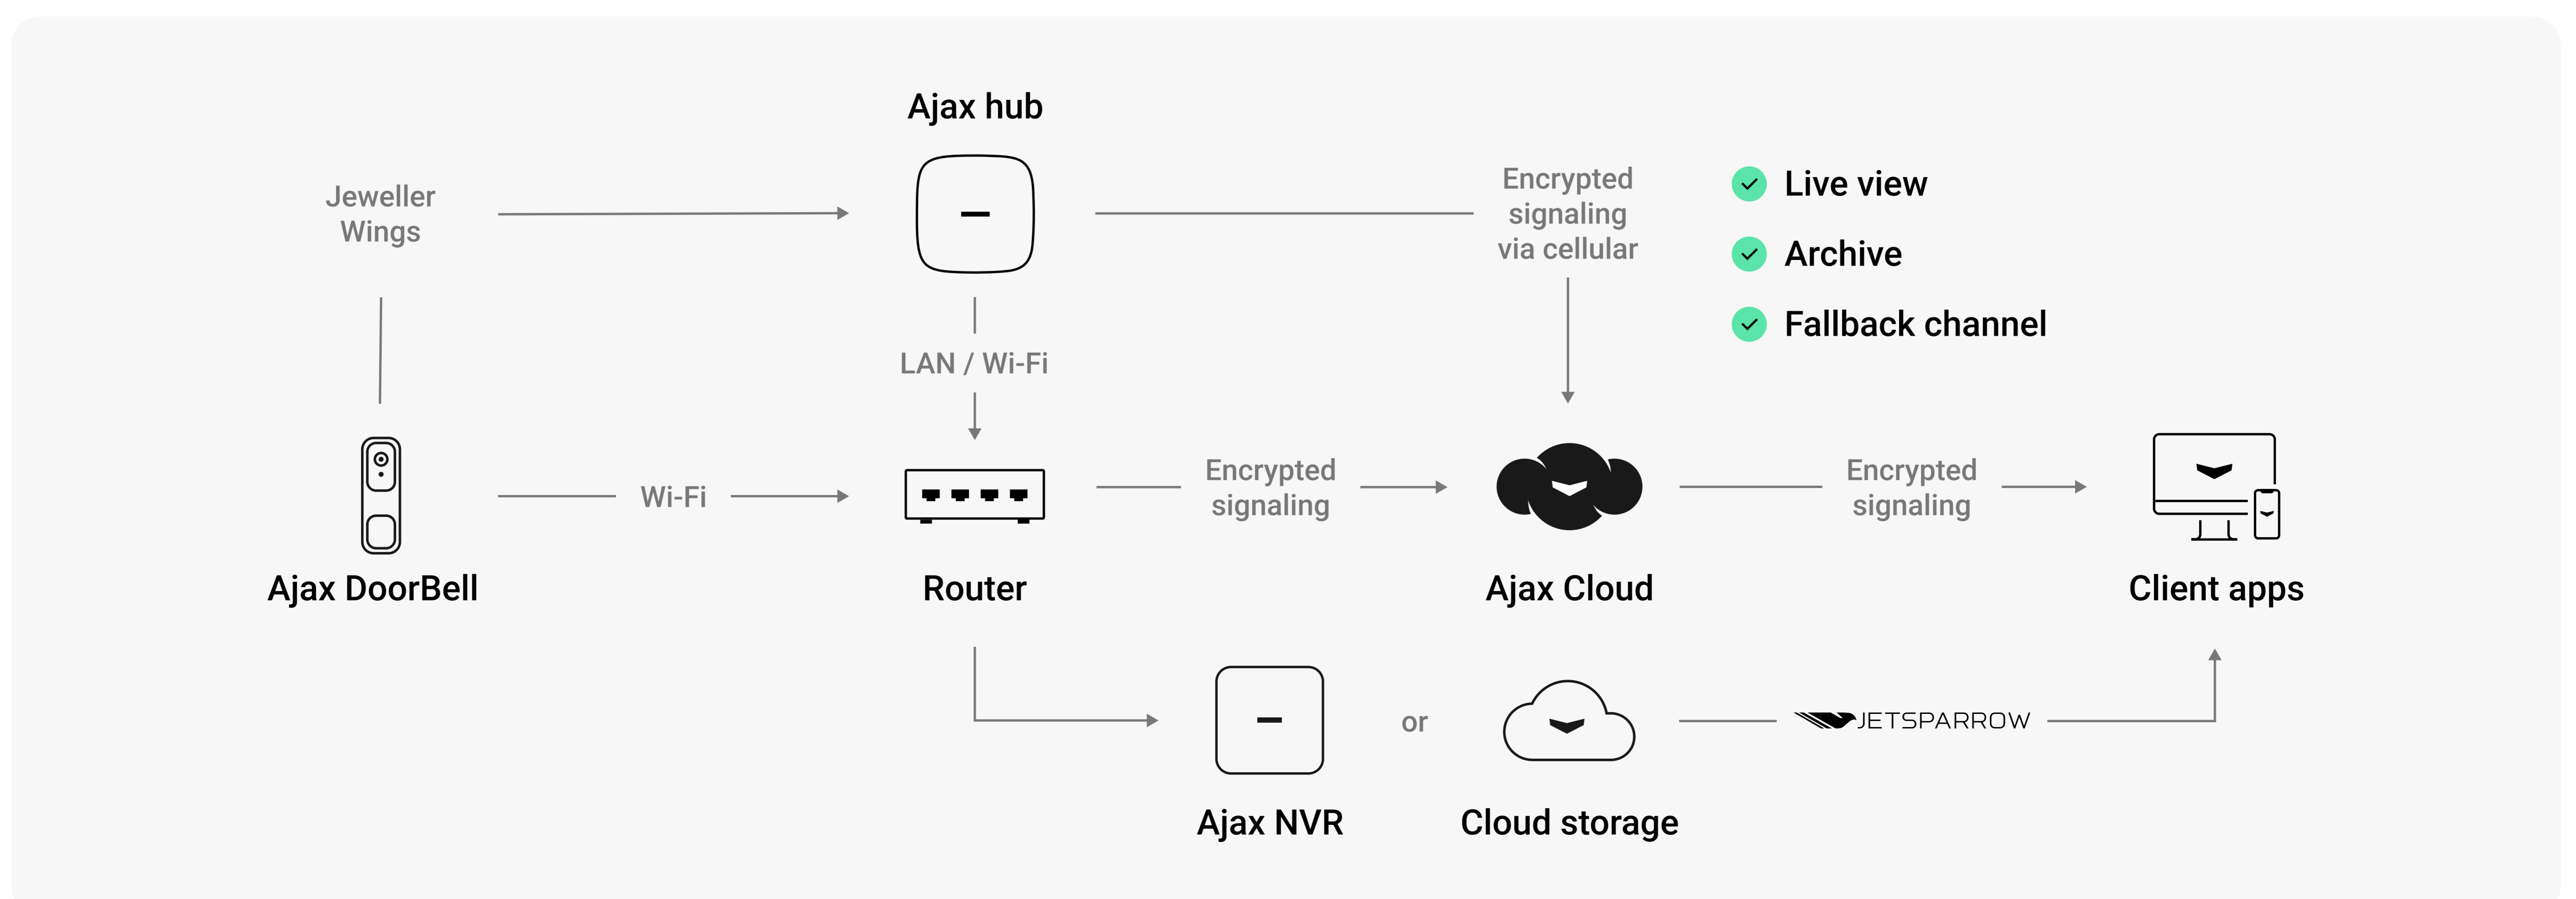 Ajax hub
Jeweller
Wings
Encrypted
signaling
via cellular
Live view
Archive
Fallback channel
LAN / Wi-Fi
Wi-Fi
Encrypted
signaling
Encrypted
signaling
Ajax DoorBell
Router
Ajax Cloud
Client apps
or
JETSPARROW
Ajax NVR
Cloud storage